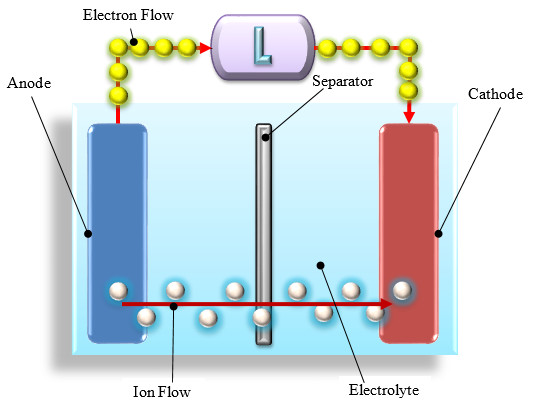 Electron Flow
L
Anode
Separator
Cathode
Ion Flow
Electrolyte